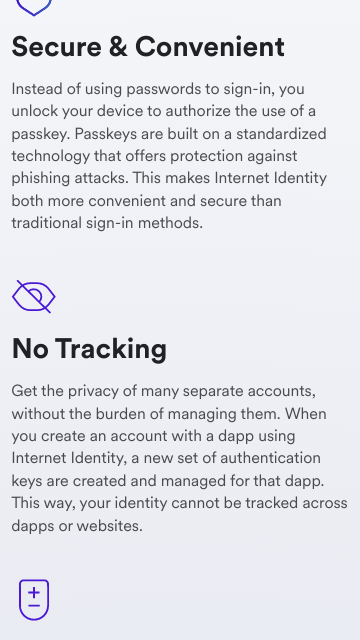 Secure & Convenient
Instead of using passwords to sign-in, you
unlock your device to authorize the use of a
passkey. Passkeys are built on a standardized
technology that offers protection against
phishing attacks. This makes Internet Identity
both more convenient and secure than
traditional sign-in methods.
No Tracking
Get the privacy of many separate accounts,
without the burden of managing them. When
you create an account with a dapp using
Internet Identity, a new set of authentication
keys are created and managed for that dapp.
This way, your identity cannot be tracked across
dapps or websites.